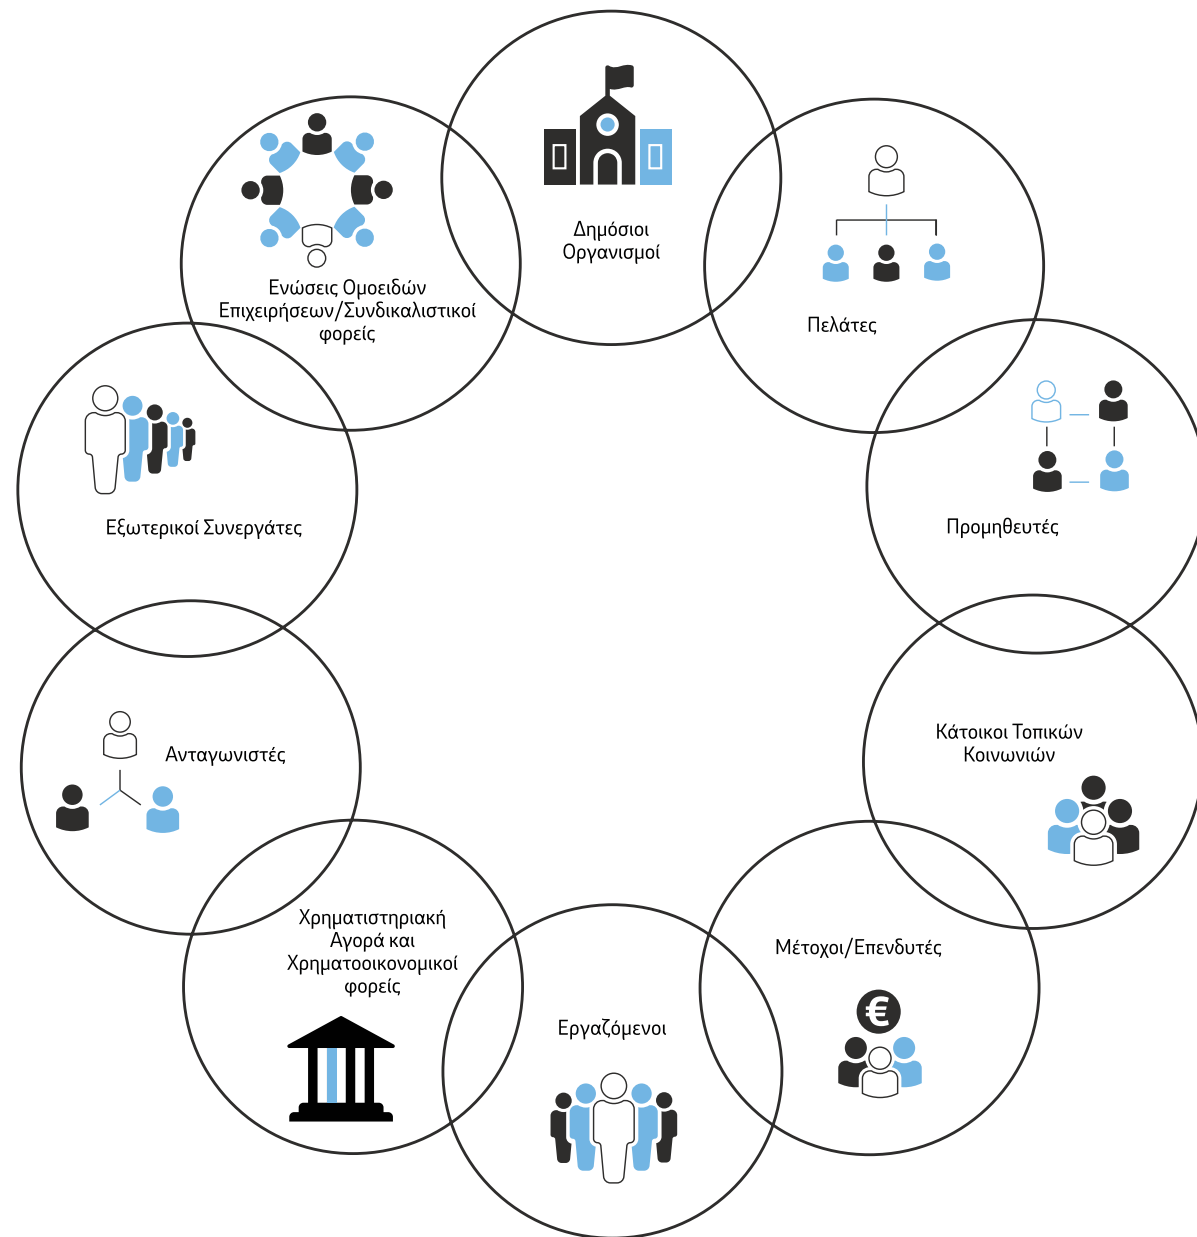 Δημόσιοι
Οργανισμοί
Ενώσεις Ομοειδών
Επιχειρήσεων/Συνδικαλιστικοί
φορείς
Πελάτες
Εξωτερικοί Συνεργάτες
Προμηθευτές
Ανταγωνιστές
Κάτοικοι Τοπικών
Κοινωνιών
Χρηματιστηριακή
Αγορά και
Χρηματοοικονομικοί
φορείς
Μέτοχοι/Επενδυτές
€
Εργαζόμενοι